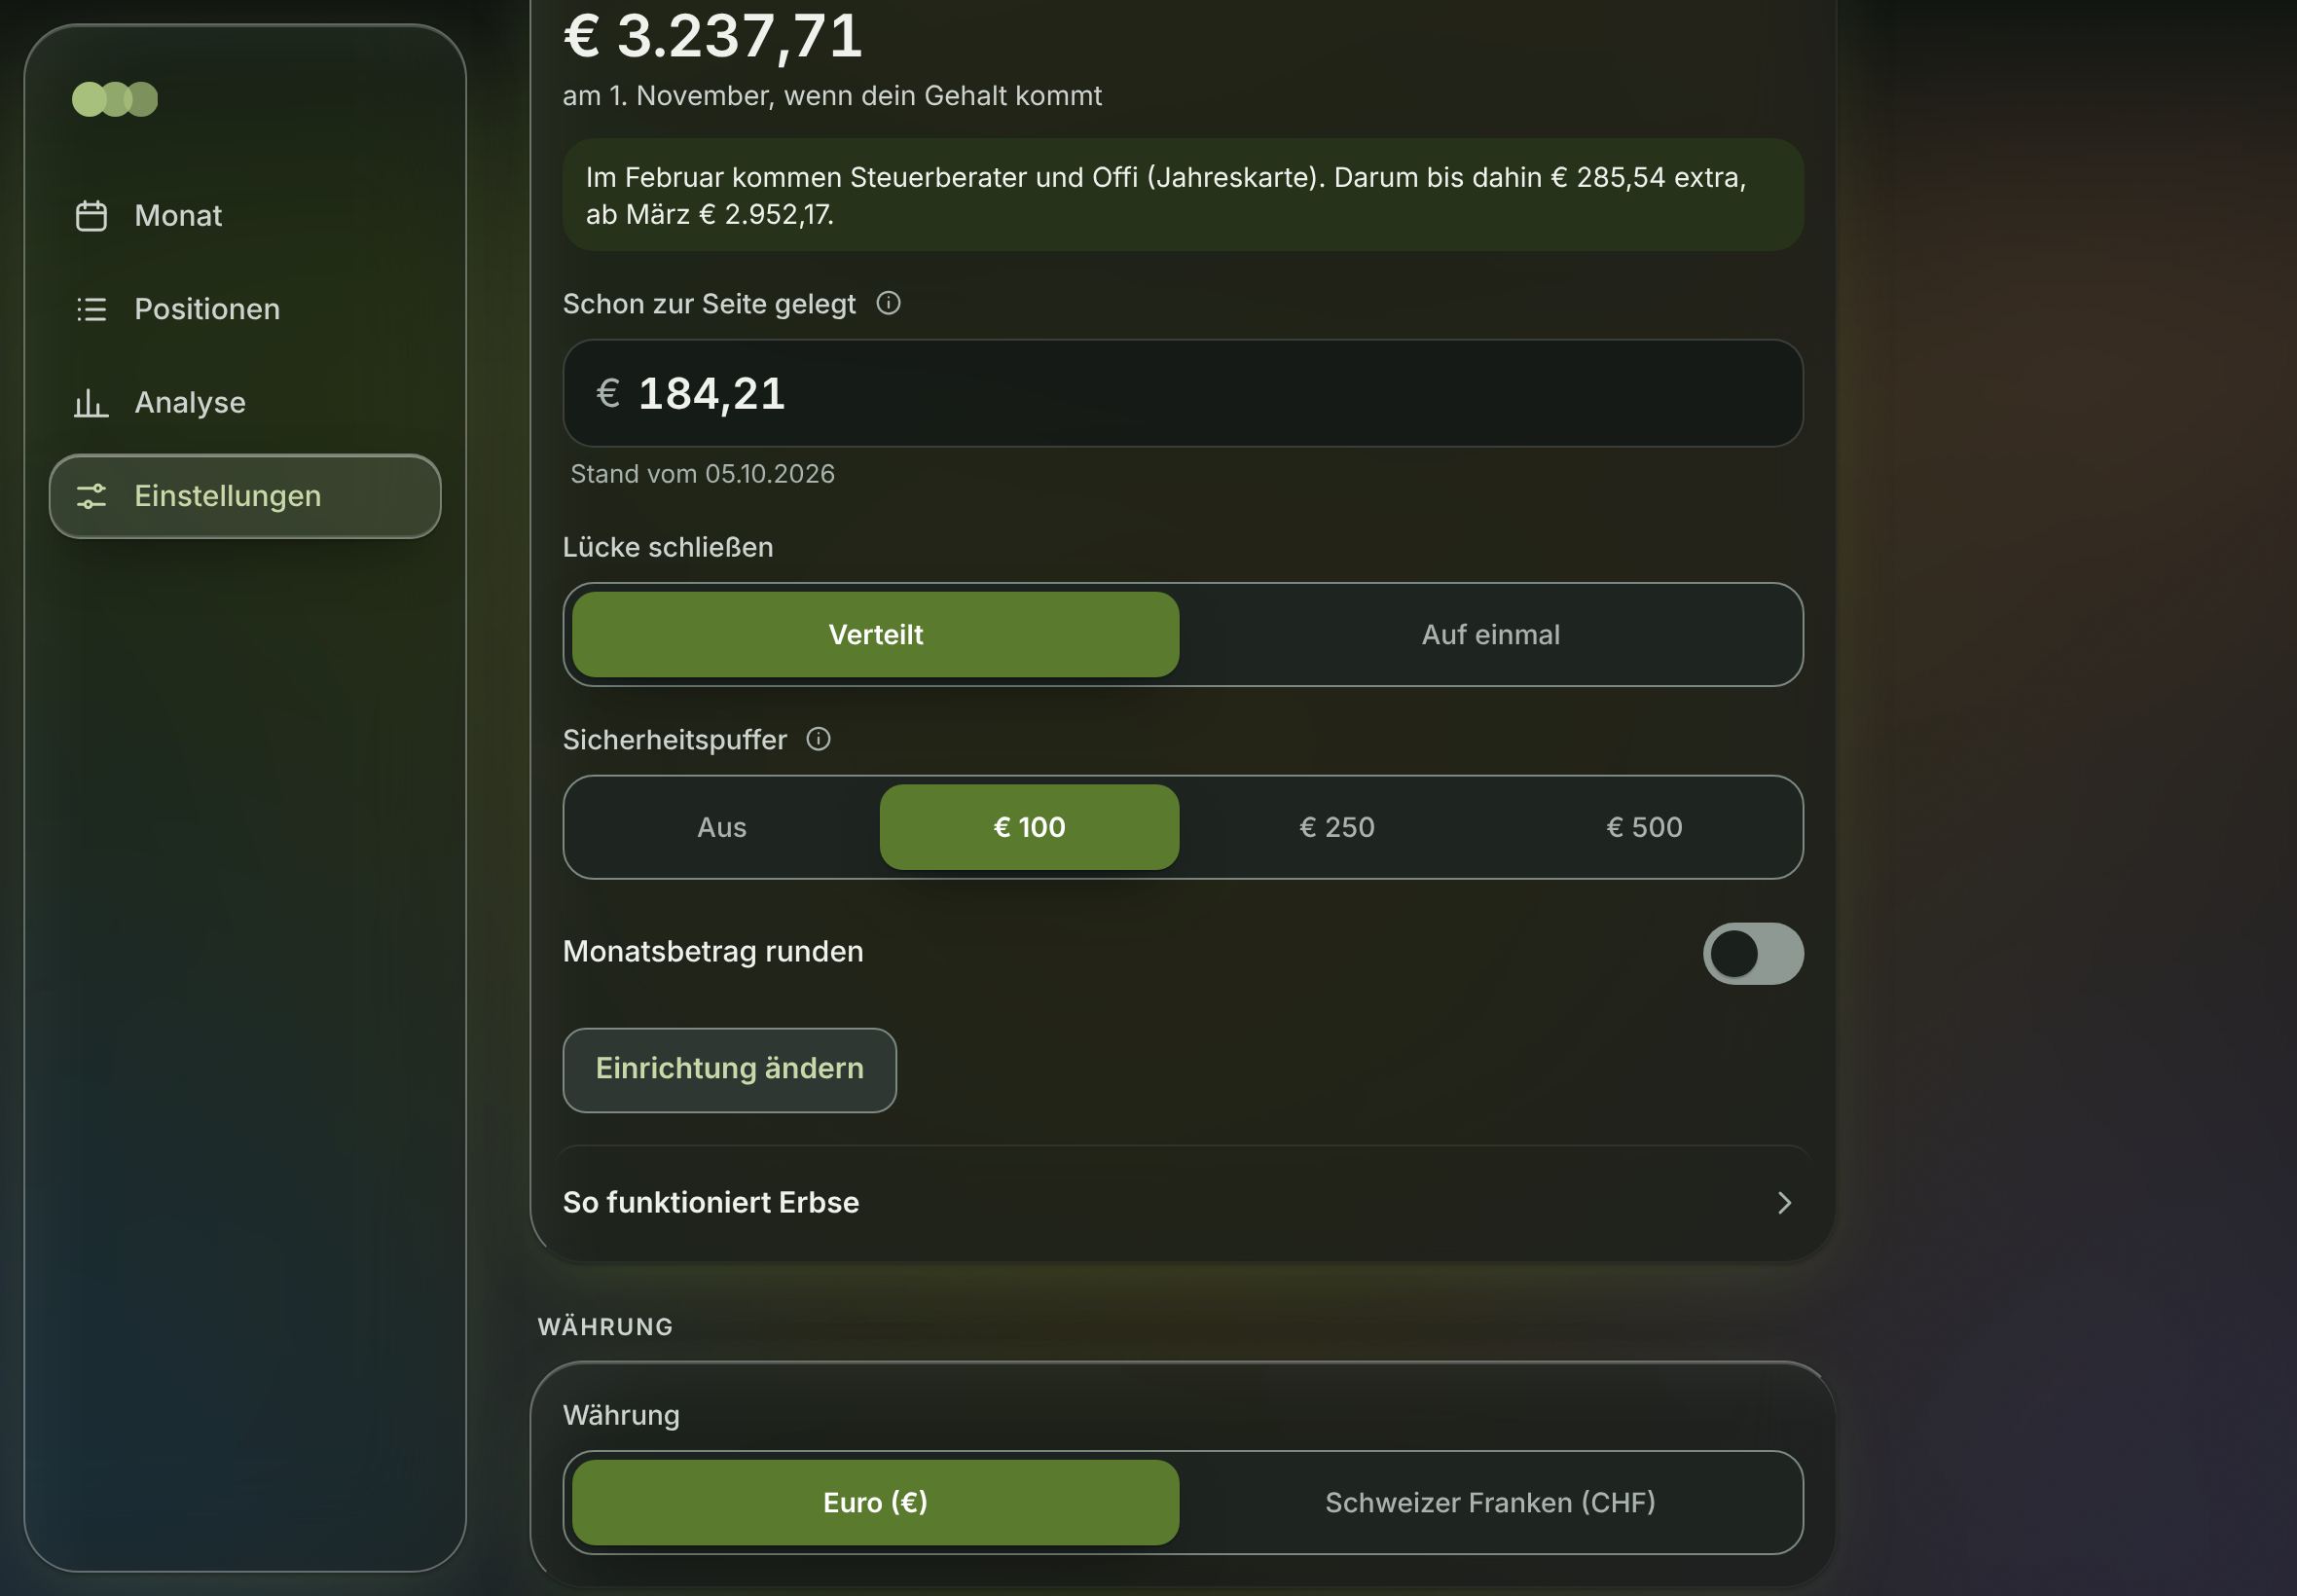 € 3.237,71
am 1. November, wenn dein Gehalt kommt
Im Februar kommen Steuerberater und Offi (Jahreskarte). Darum bis dahin € 285,54 extra,
ab März € 2.952,17.
Monat
Positionen
Analyse
Einstellungen
Schon zur Seite gelegt
€ 184,21
Stand vom 05.10.2026
Lücke schließen
Verteilt
Auf einmal
Sicherheitspuffer
Aus
€ 100
€ 250
€ 500
Monatsbetrag runden
Einrichtung ändern
So funktioniert Erbse
WÄHRUNG
Währung
Euro (€)
Schweizer Franken (CHF)